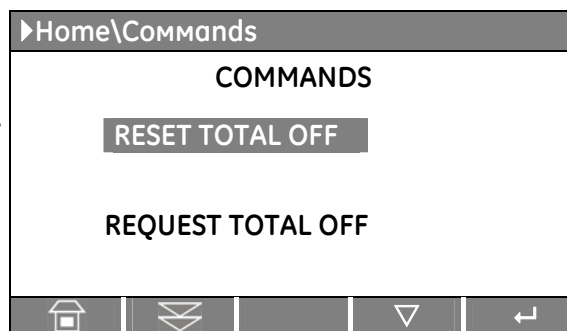 Home\Commands
COMMANDS
RESET TOTAL OFF
REQUEST TOTAL OFF